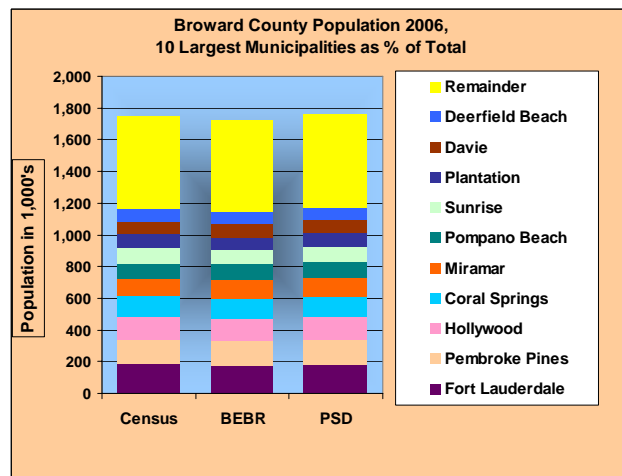 Broward County Population 2006,
10 Largest Municipalities as % of Total
Population in 1,000's
2,000
1,800
1,600
1,400
1,200
1,000
800
600
400
200
0
Census
BEBR
PSD
Remainder
Deerfield Beach
Davie
Plantation
Sunrise
Pompano Beach
Miramar
Coral Springs
Hollywood
Pembroke Pines
Fort Lauderdale